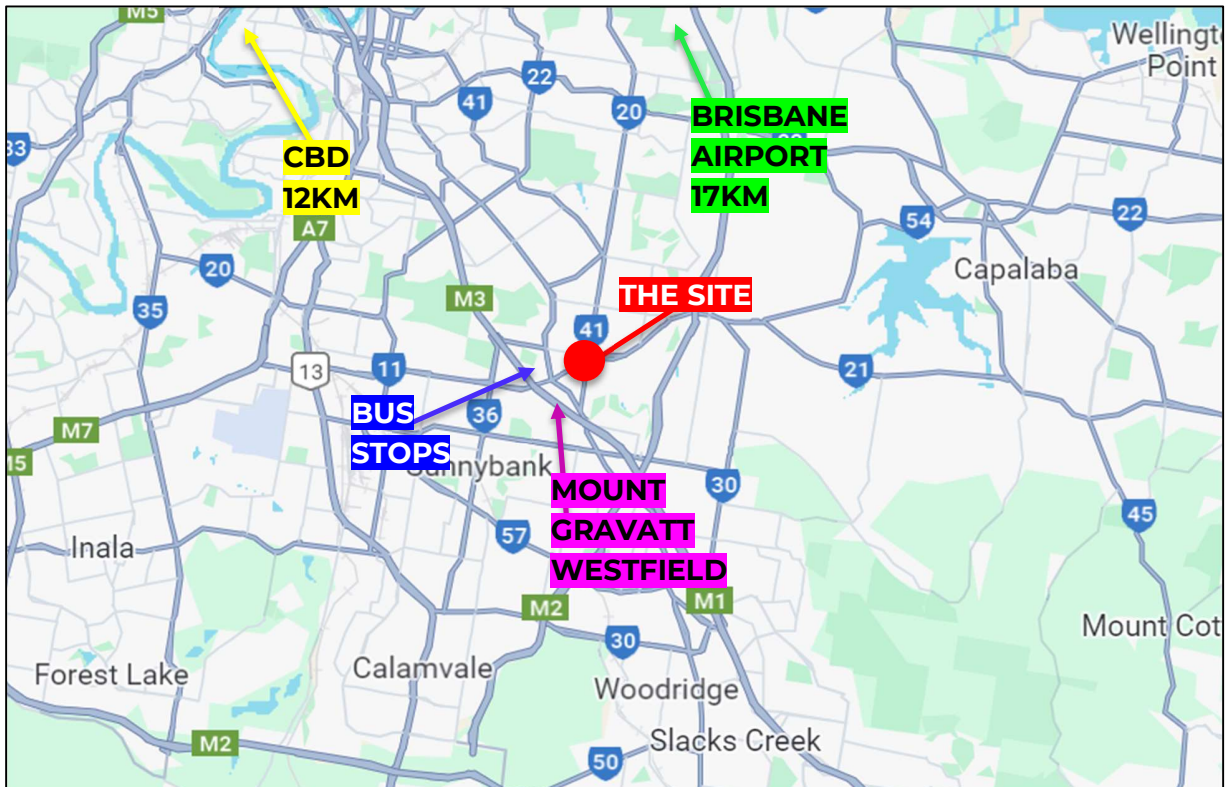 M5
Wellingt
Point
22
41
20
33
CBD
12KM
BRISBANE
AIRPORT
17KM
A7
54
22
20
Capalaba
35
M3
THE SITE
41
13
11
21
BUS
STOPS
36
M7
15
Sunnybank
30
MOUNT
GRAVATT
WESTFIELD
45
57
Inala
M2
M1
30
Mount Cot
Forest Lake
Calamvale
Woodridge
M2
Slacks Creek
50